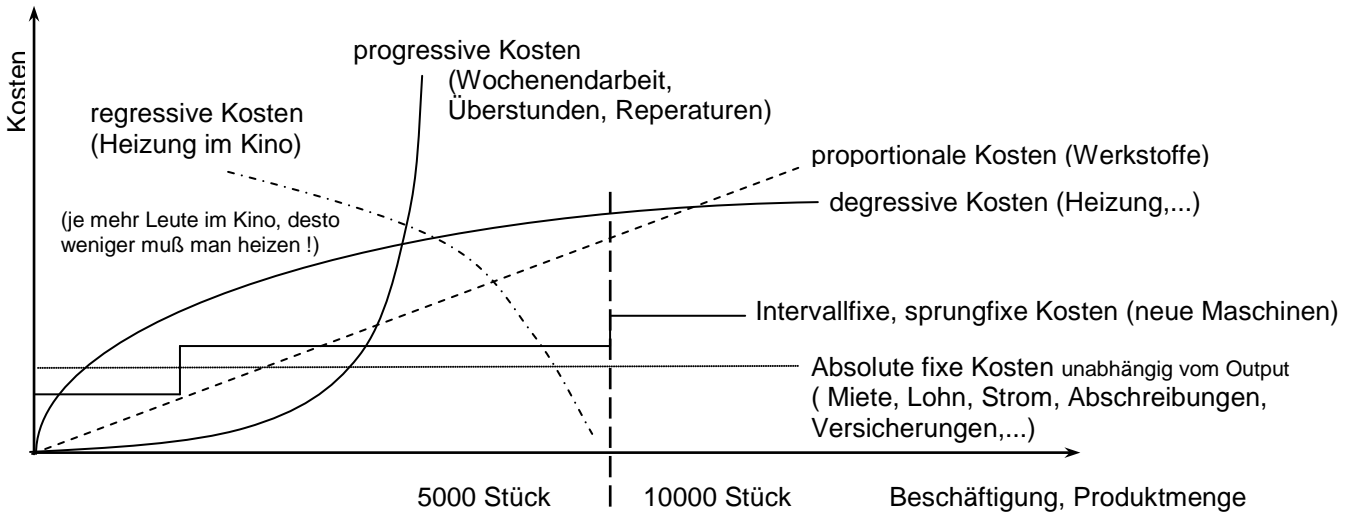 Kosten
progressive Kosten
(Wochenendarbeit,
Überstunden, Reperaturen)
regressive Kosten
(Heizung im Kino)
(je mehr Leute im Kino, desto
weniger muß man heizen !)
proportionale Kosten (Werkstoffe)
degressive Kosten (Heizung,...)
Intervallfixe, sprungfixe Kosten (neue Maschinen)
Absolute fixe Kosten unabhängig vom Output
( Miete, Lohn, Strom, Abschreibungen,
Versicherungen,...)
5000 Stück
10000 Stück
Beschäftigung, Produktmenge